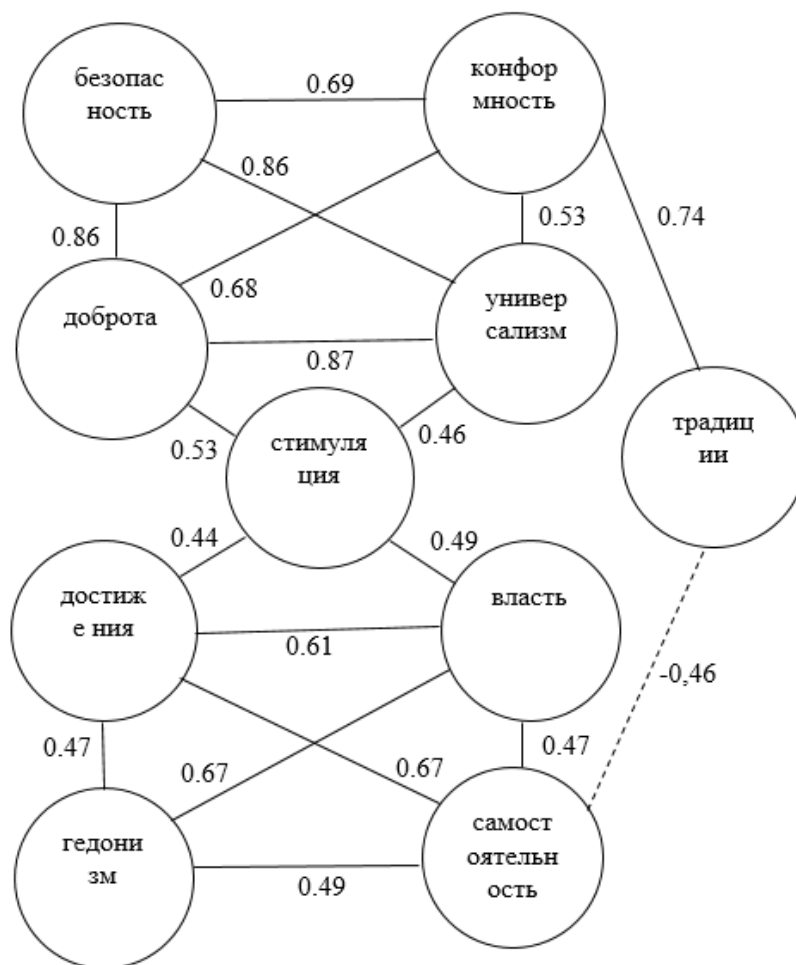 безопас
ность
0.69
конфор
мность
0.86
0.86
0.53
0.74
0.68
доброта
универ
сализм
0.87
0.53
стимуля
ция
0.46
традиц
ии
0.44
0.49
достиж
е ния
власть
0.61
-0,46
0.47
0.67
0.67
0.47
гедони
зм
самост
оятельн
ость
0.49